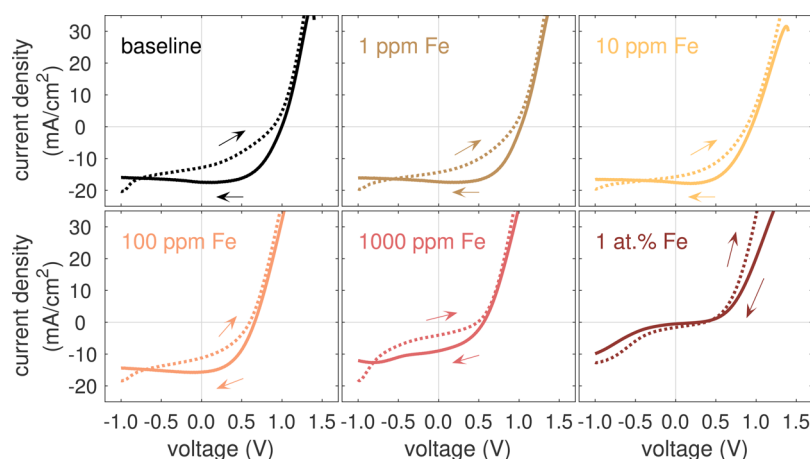 baseline
1 ppm Fe
10 ppm Fe
current density
(mA/cm²)
30
20
10
0
-10
-20
100 ppm Fe
1000 ppm Fe
1 at.% Fe
current density
(mA/cm²)
30
20
10
0
-10
-20
-1.0 -0.5 0.0 0.5 1.0 1.5
-1.0 -0.5 0.0 0.5 1.0 1.5
-1.0 -0.5 0.0 0.5 1.0 1.5
voltage (V)
voltage (V)
voltage (V)